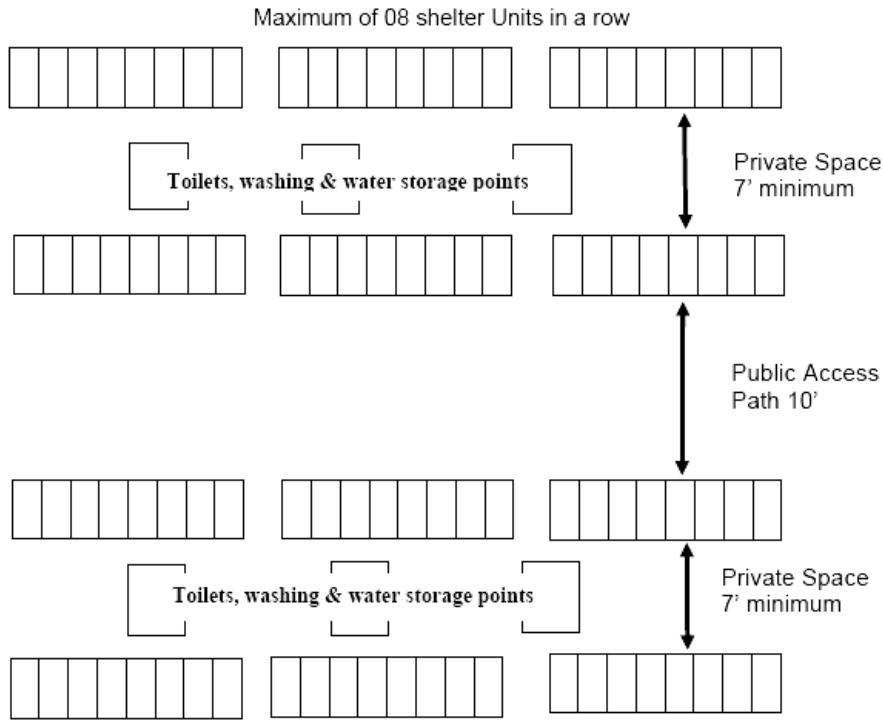 Maximum of 08 shelter Units in a row
Private Space
7’ minimum
Toilets, washing & water storage points
Public Access
Path 10’
Private Space
7’ minimum
Toilets, washing & water storage points